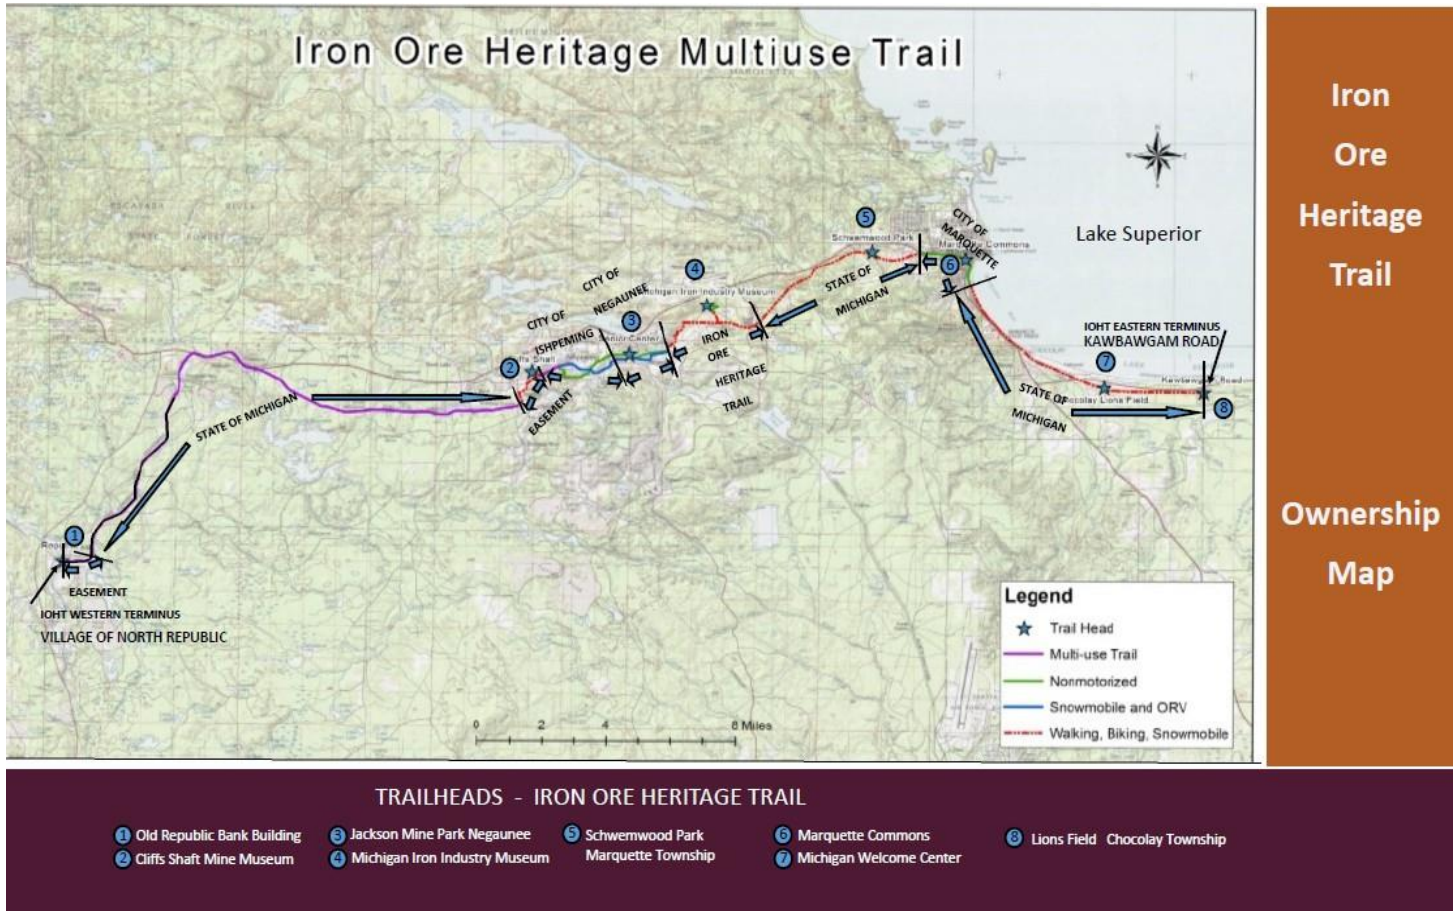 Iron Ore Heritage Multiuse Trail
Iron
Ore
Heritage
Trail
Ownership
Map
Lake Superior
5
Schwemwood Park
CITY OF
MARQUETTE
Marquette Commons
6
4
Michigan Iron Industry Museum
STATE OF
MICHIGAN
CITY OF
NEGAUNEE
CITY OF
ISHPEMING
3
Senior Center
IRON
ORE
HERITAGE
TRAIL
2
Cliffs Shaft
EASEMENT
IOHT EASTERN TERMINUS
KAWBAWGAM ROAD
7
Kawbawgam Road
Chocolay Lions Field
8
STATE OF
MICHIGAN
STATE OF MICHIGAN
1
EASEMENT
IOHT WESTERN TERMINUS
VILLAGE OF NORTH REPUBLIC
0 2 4 8 Miles
Legend
Trail Head
Multi-use Trail
Nonmotorized
Snowmobile and ORV
Walking, Biking, Snowmobile
TRAILHEADS - IRON ORE HERITAGE TRAIL
1 Old Republic Bank Building
2 Cliffs Shaft Mine Museum
3 Jackson Mine Park Negaunee
4 Michigan Iron Industry Museum
5 Schwemwood Park
Marquette Township
6 Marquette Commons
7 Michigan Welcome Center
8 Lions Field Chocolay Township